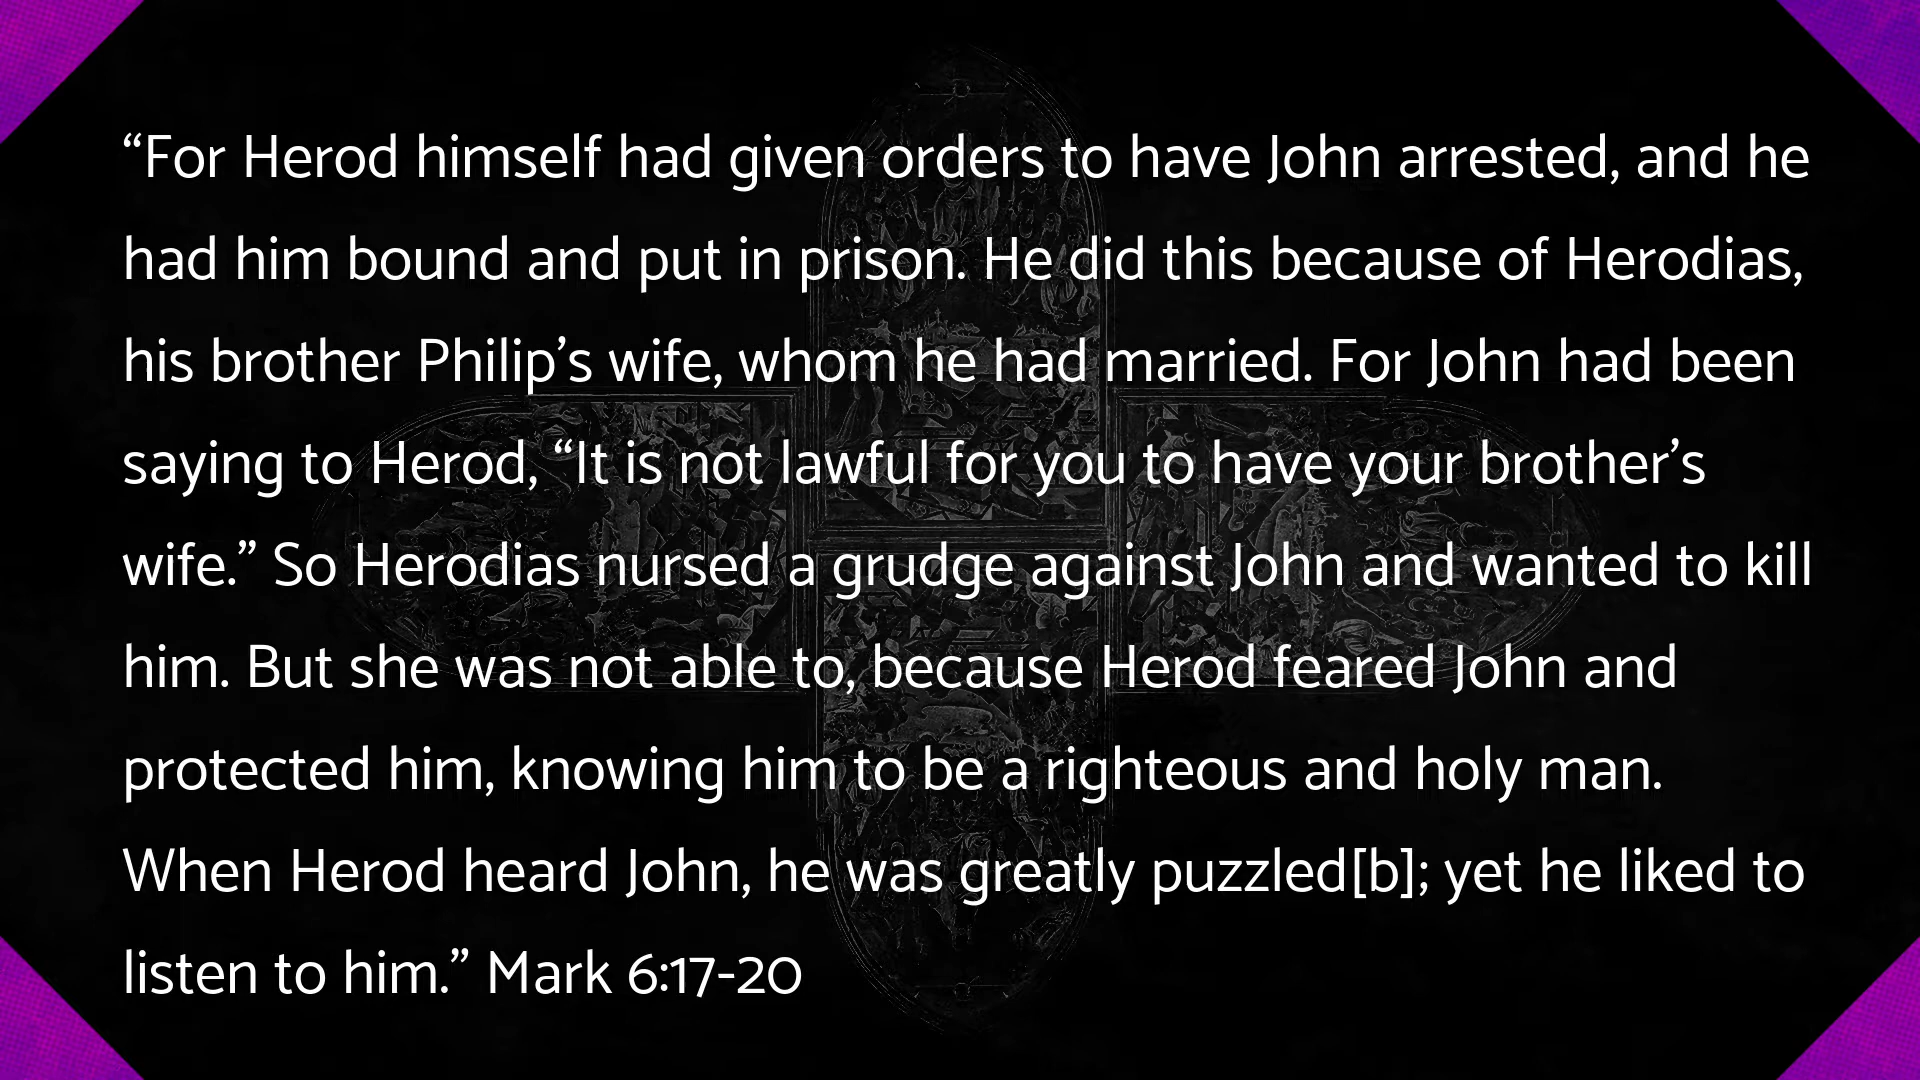 “For Herod himself had given orders to have John arrested, and he
had him bound and put in prison. He did this because of Herodias,
his brother Philip’s wife, whom he had married. For John had been
saying to Herod, “It is not lawful for you to have your brother’s
wife.” So Herodias nursed a grudge against John and wanted to kill
him. But she was not able to, because Herod feared John and
protected him, knowing him to be a righteous and holy man.
When Herod heard John, he was greatly puzzled[b]; yet he liked to
listen to him.” Mark 6:17-20